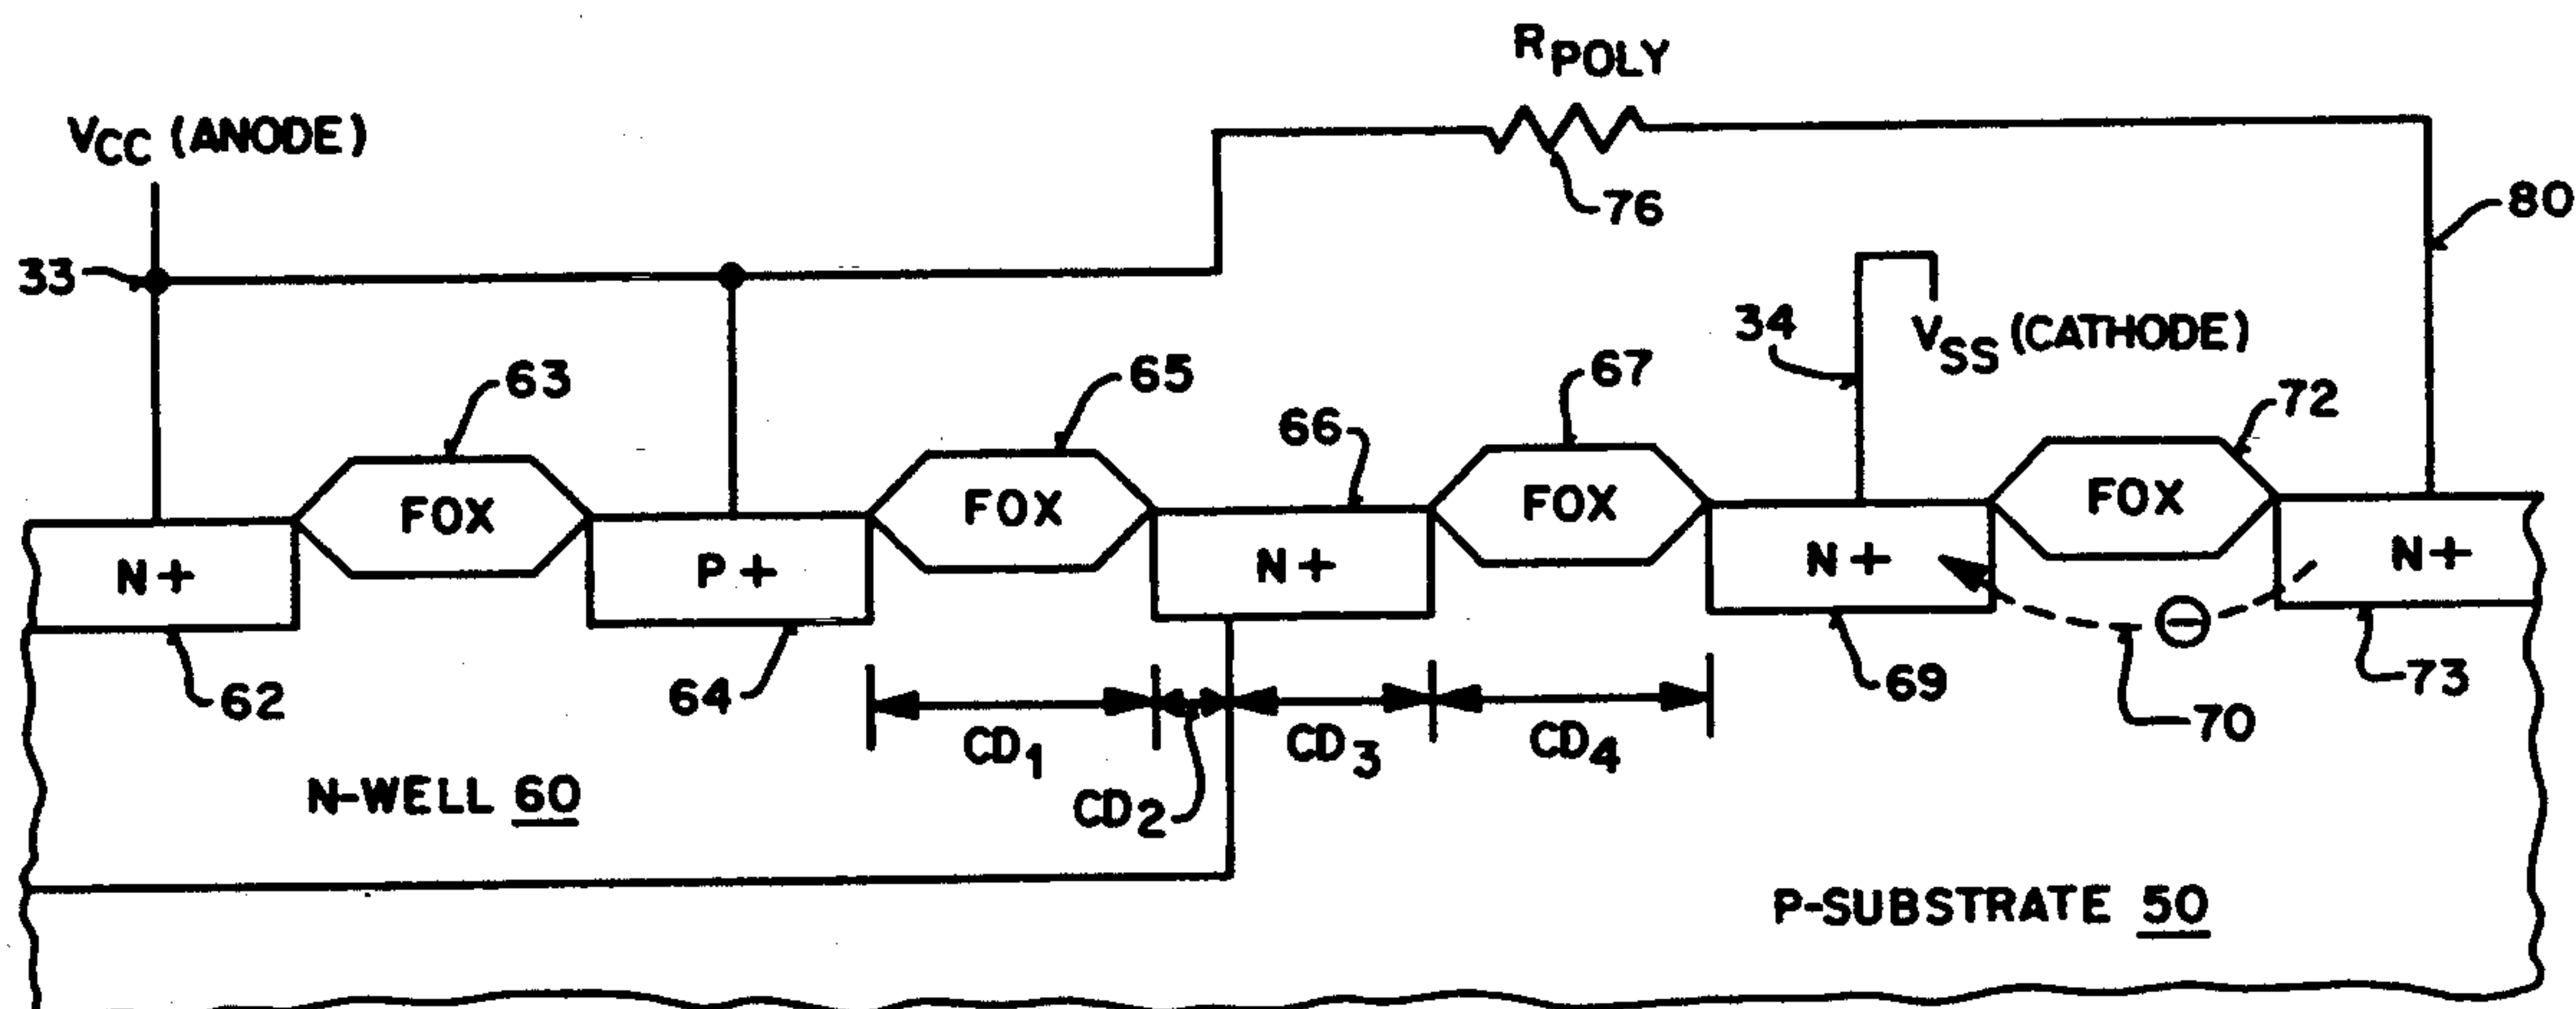 RPOLY
VCC (ANODE)
76
80
33
34
VSS (CATHODE)
63
65
66
67
72
FOX
FOX
FOX
FOX
N+
P+
N+
N+
N+
62
64
69
73
70
CD1
CD2
CD3
CD4
N-WELL 60
P-SUBSTRATE 50